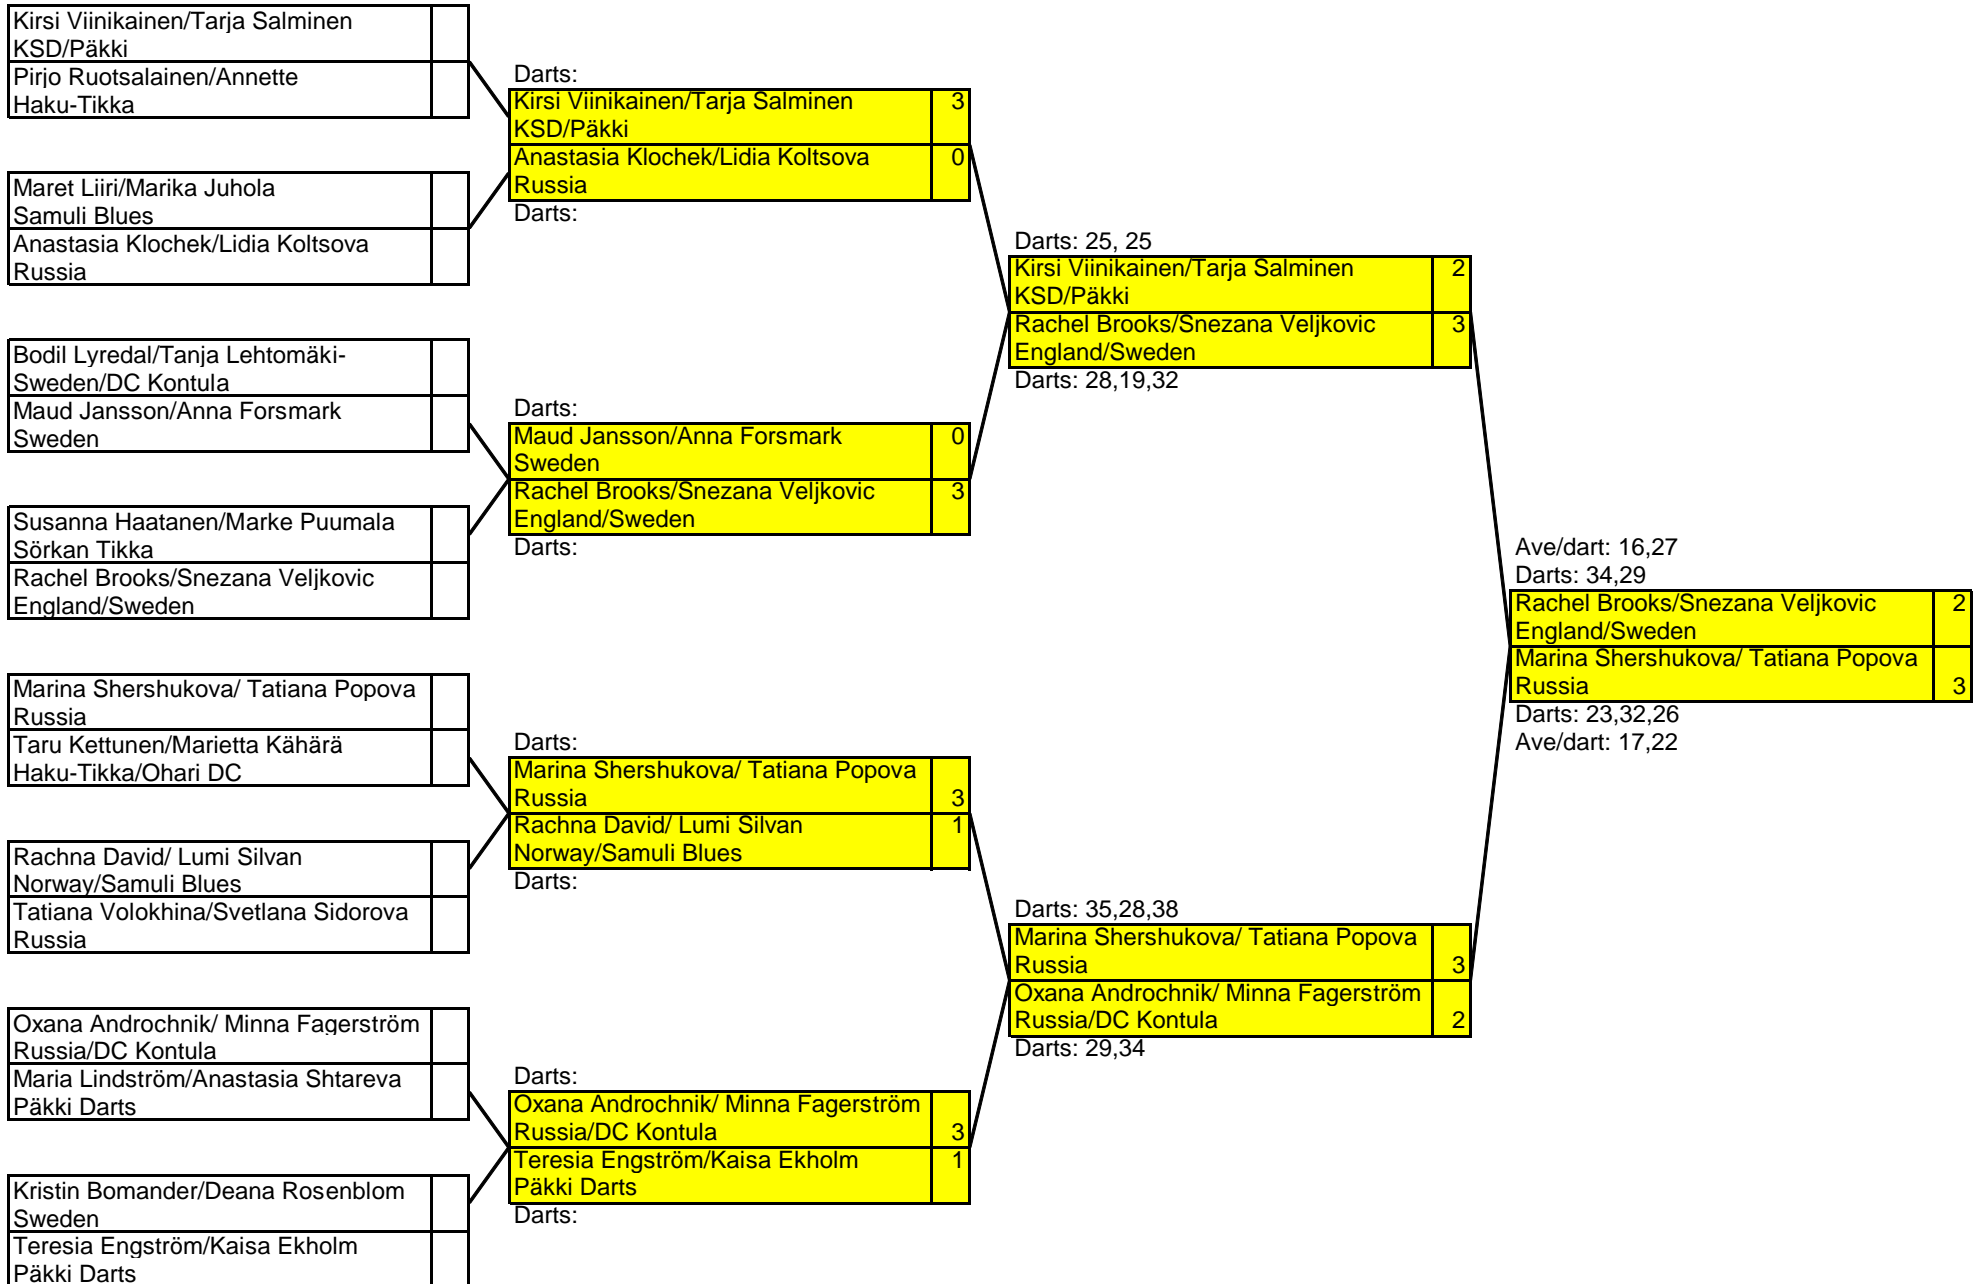 Kirsi Viinikainen/Tarja Salminen
KSD/Päkki
Pirjo Ruotsalainen/Annette
Haku-Tikka
Maret Liiri/Marika Juhola
Samuli Blues
Anastasia Klochek/Lidia Koltsova
Russia
Bodil Lyredal/Tanja Lehtomäki-
Sweden/DC Kontula
Maud Jansson/Anna Forsmark
Sweden
Susanna Haatanen/Marke Puumala
Sörkan Tikka
Rachel Brooks/Snezana Veljkovic
England/Sweden
Marina Shershukova/ Tatiana Popova
Russia
Taru Kettunen/Marietta Kähärä
Haku-Tikka/Ohari DC
Rachna David/ Lumi Silvan
Norway/Samuli Blues
Tatiana Volokhina/Svetlana Sidorova
Russia
Oxana Androchnik/ Minna Fagerström
Russia/DC Kontula
Maria Lindström/Anastasia Shtareva
Päkki Darts
Kristin Bomander/Deana Rosenblom
Sweden
Teresia Engström/Kaisa Ekholm
Päkki Darts
Darts:
Kirsi Viinikainen/Tarja Salminen 3
KSD/Päkki
Anastasia Klochek/Lidia Koltsova 0
Russia
Darts:
Darts:
Maud Jansson/Anna Forsmark 0
Sweden
Rachel Brooks/Snezana Veljkovic 3
England/Sweden
Darts:
Darts:
Marina Shershukova/ Tatiana Popova
Russia 3
Rachna David/ Lumi Silvan 1
Norway/Samuli Blues
Darts:
Darts:
Oxana Androchnik/ Minna Fagerström
Russia/DC Kontula 3
Teresia Engström/Kaisa Ekholm 1
Päkki Darts
Darts:
Darts: 25, 25
Kirsi Viinikainen/Tarja Salminen 2
KSD/Päkki
Rachel Brooks/Snezana Veljkovic 3
England/Sweden
Darts: 28,19,32
Darts: 35,28,38
Marina Shershukova/ Tatiana Popova
Russia 3
Oxana Androchnik/ Minna Fagerström
Russia/DC Kontula 2
Darts: 29,34
Ave/dart: 16,27
Darts: 34,29
Rachel Brooks/Snezana Veljkovic 2
England/Sweden
Marina Shershukova/ Tatiana Popova
Russia 3
Darts: 23,32,26
Ave/dart: 17,22